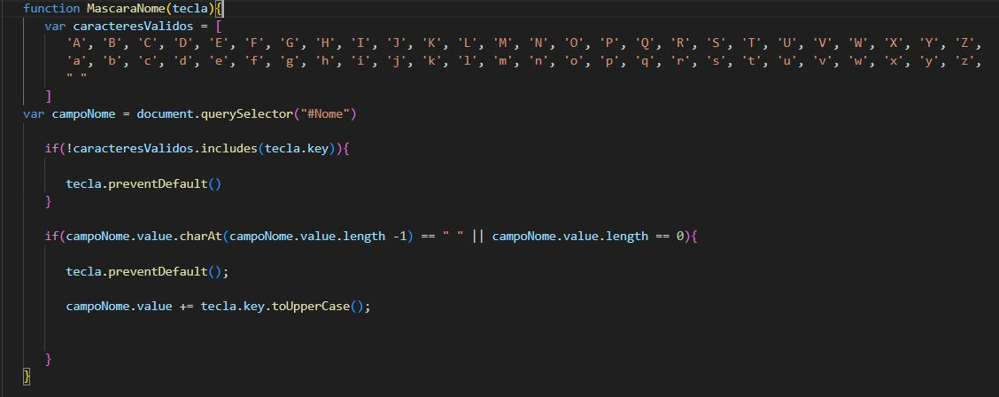 function MascaraNome(tecla){
var caracteresValidos = [
'A', 'B', 'C', 'D', 'E', 'F', 'G', 'H', 'I', 'J', 'K', 'L', 'M', 'N', 'O', 'P', 'Q', 'R', 'S', 'T', 'U', 'V', 'W', 'X', 'Y', 'Z',
'a', 'b', 'c', 'd', 'e', 'f', 'g', 'h', 'i', 'j', 'k', 'l', 'm', 'n', 'o', 'p', 'q', 'r', 's', 't', 'u', 'v', 'w', 'x', 'y', 'z',
" "
]
var campoNome = document.querySelector("#Nome")
if(!caracteresValidos.includes(tecla.key)){
tecla.preventDefault()
}
if(campoNome.value.charAt(campoNome.value.length -1) == " " || campoNome.value.length == 0){
tecla.preventDefault();
campoNome.value += tecla.key.toUpperCase();
}
}